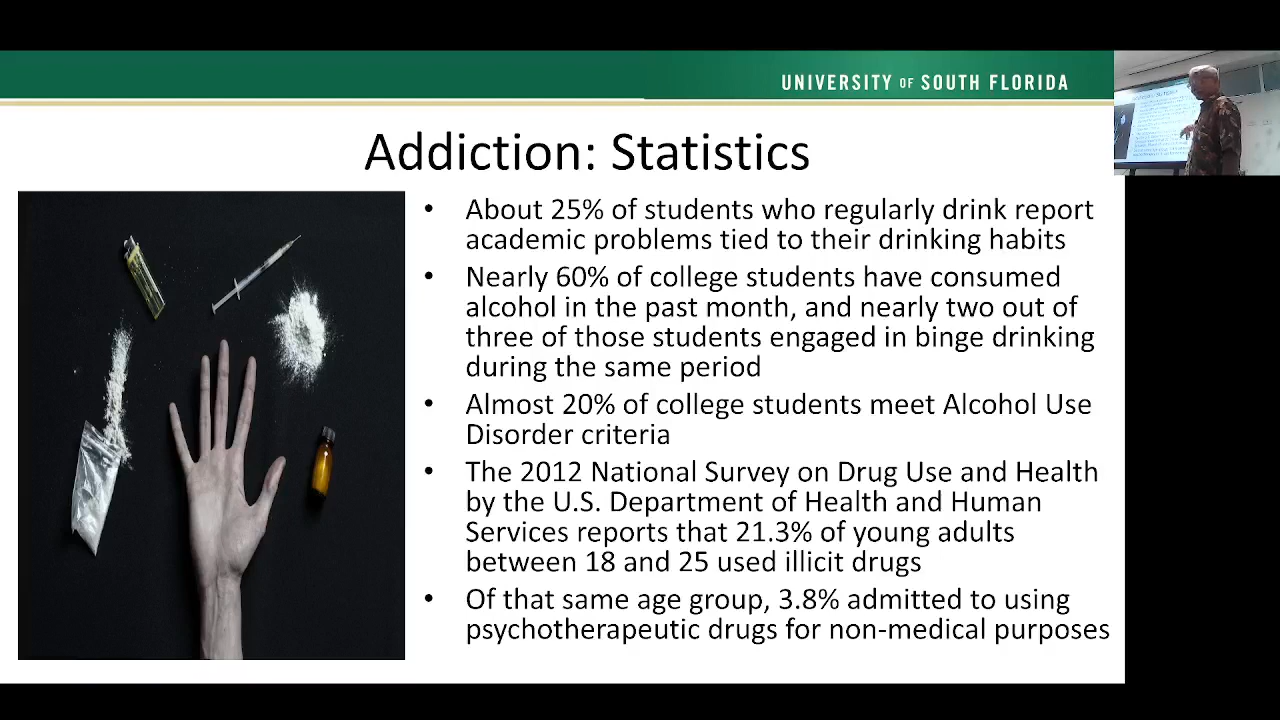 UNIVERSITY OF SOUTH FLORIDA
Addiction: Statistics
• About 25% of students who regularly drink report
academic problems tied to their drinking habits
• Nearly 60% of college students have consumed
alcohol in the past month, and nearly two out of
three of those students engaged in binge drinking
during the same period
• Almost 20% of college students meet Alcohol Use
Disorder criteria
• The 2012 National Survey on Drug Use and Health
by the U.S. Department of Health and Human
Services reports that 21.3% of young adults
between 18 and 25 used illicit drugs
• Of that same age group, 3.8% admitted to using
psychotherapeutic drugs for non-medical purposes